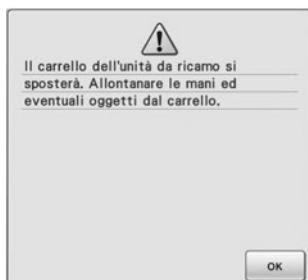 Il carrello dell'unità da ricamo si
sposterà. Allontanare le mani ed
eventuali oggetti dal carrello.
OK